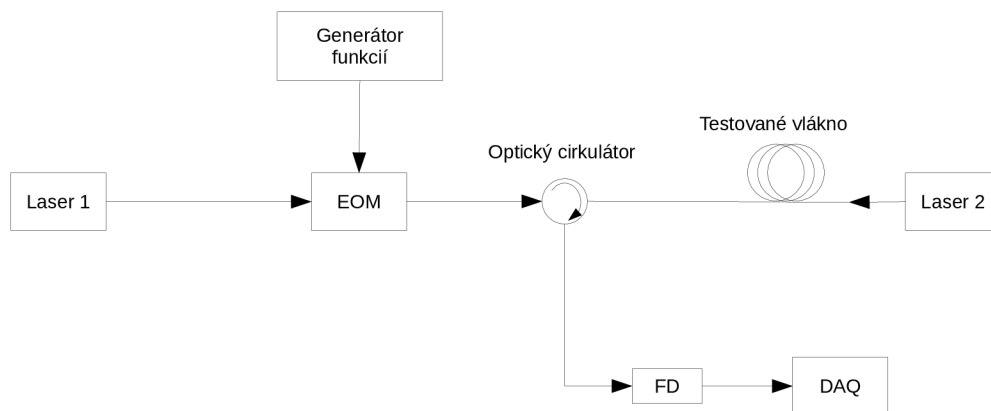 Generátor
funkcií
Testované vlákno
Optický cirkulátor
Laser 1
EOM
Laser 2
FD
DAQ